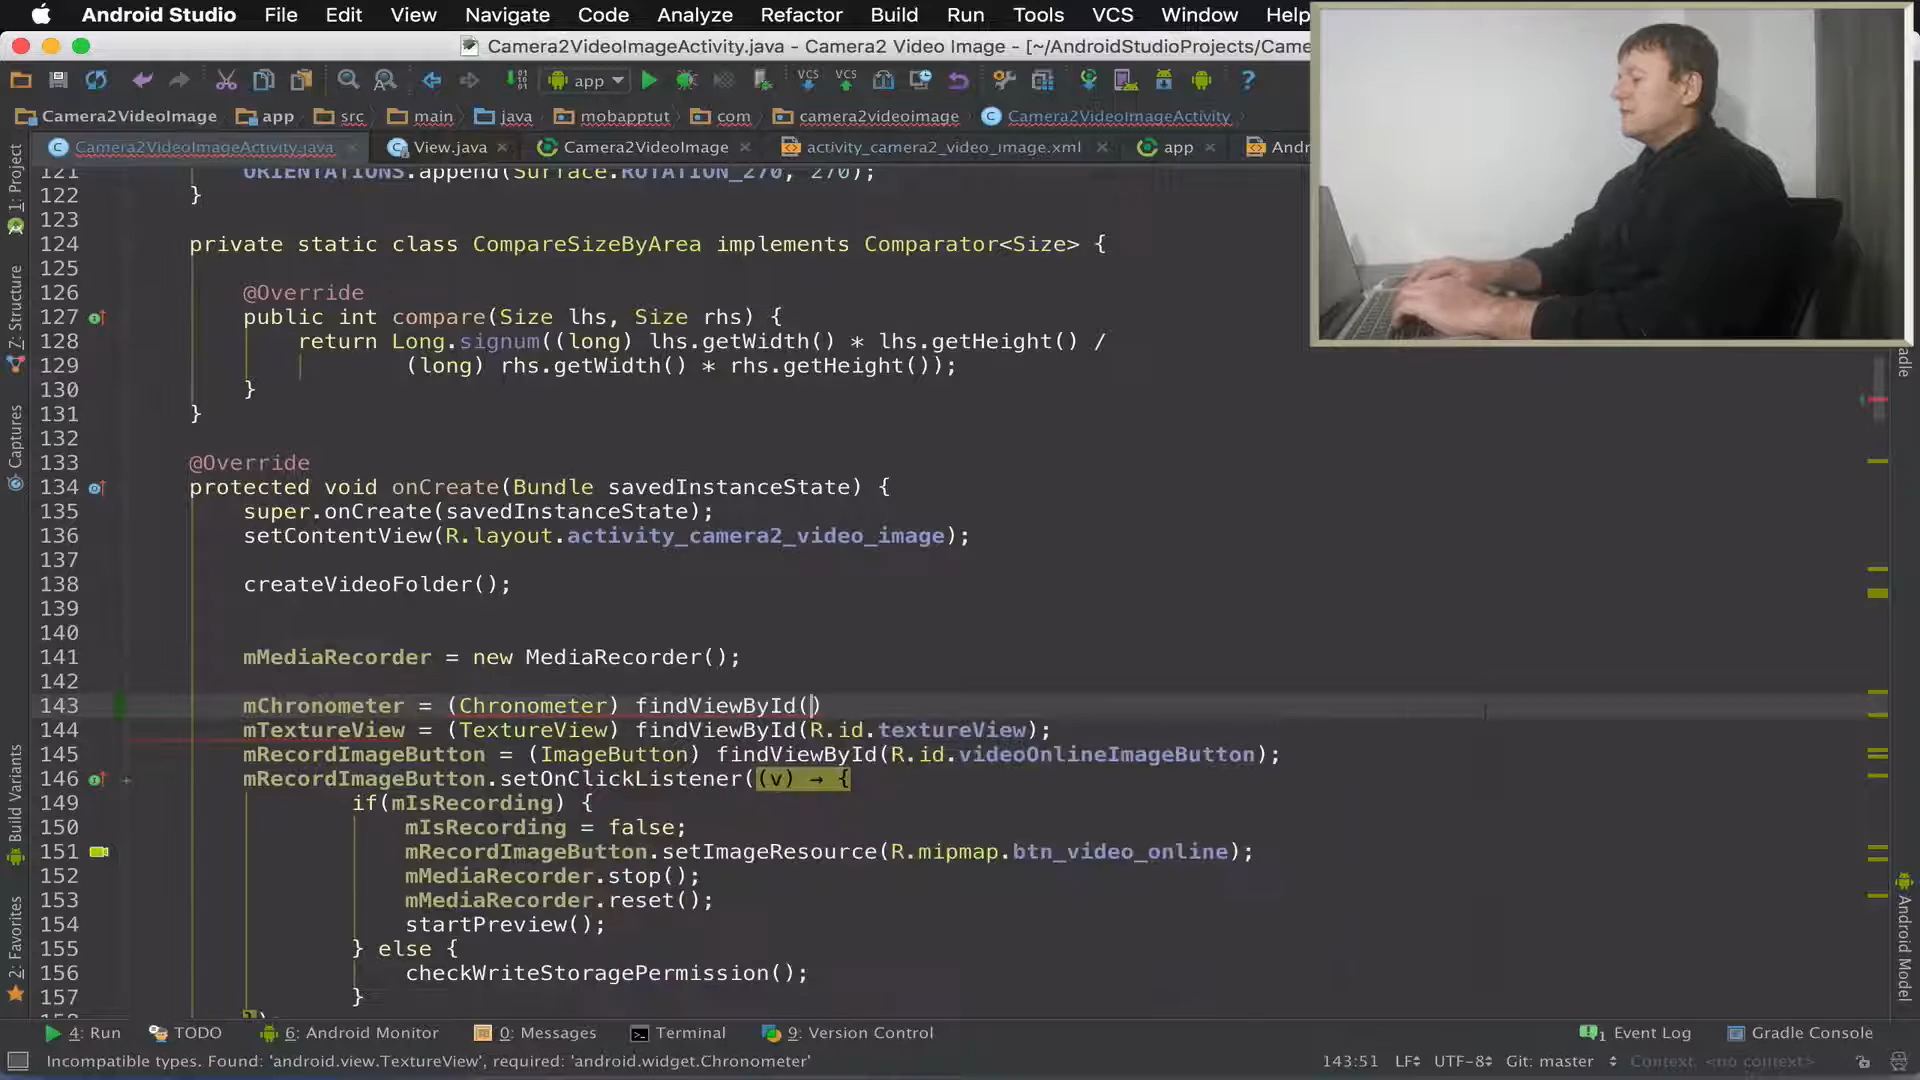 Android Studio File Edit View Navigate Code Analyze Refactor Build Run Tools VCS Window Help
Camera2VideoImageActivity.java - Camera2 Video Image - [~/AndroidStudioProjects/Came
app VCS VCS ?
Camera2VideoImage app src main java mobapptut com camera2videoimage Camera2VideoImageActivity
Camera2VideoImageActivity.java View.java Camera2VideoImage activity_camera2_video_image.xml app And
1: Project
7: Structure
Captures
Build Variants
2: Favorites
121 ORIENTATIONS.append(Surface.ROTATION_270, 270);
122 }
123
124 private static class CompareSizeByArea implements Comparator<Size> {
125
126 @Override
127 public int compare(Size lhs, Size rhs) {
128 return Long.signum((long) lhs.getWidth() * lhs.getHeight() /
129 (long) rhs.getWidth() * rhs.getHeight());
130 }
131 }
132
133 @Override
134 protected void onCreate(Bundle savedInstanceState) {
135 super.onCreate(savedInstanceState);
136 setContentView(R.layout.activity_camera2_video_image);
137
138 createVideoFolder();
139
140
141 mMediaRecorder = new MediaRecorder();
142
143 mChronometer = (Chronometer) findViewById()
144 mTextureView = (TextureView) findViewById(R.id.textureView);
145 mRecordImageButton = (ImageButton) findViewById(R.id.videoOnlineImageButton);
146 mRecordImageButton.setOnClickListener((v) → {
149 if(mIsRecording) {
150 mIsRecording = false;
151 mRecordImageButton.setImageResource(R.mipmap.btn_video_online);
152 mMediaRecorder.stop();
153 mMediaRecorder.reset();
154 startPreview();
155 } else {
156 checkWriteStoragePermission();
157 }
Android Model
4: Run TODO 6: Android Monitor 0: Messages Terminal 9: Version Control 1 Event Log Gradle Console
Incompatible types. Found: 'android.view.TextureView', required: 'android.widget.Chronometer' 143:51 LF UTF-8 Git: master Context: <no context>